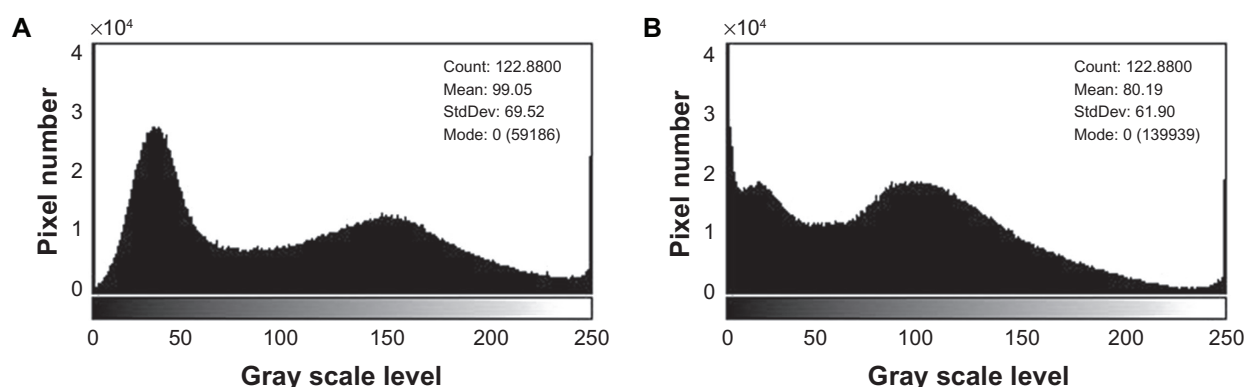 A
×10⁴
4
3
2
1
0
Pixel number
Count: 122.8800
Mean: 99.05
StdDev: 69.52
Mode: 0 (59186)
0 50 100 150 200 250
Gray scale level
B
×10⁴
4
3
2
1
0
Pixel number
Count: 122.8800
Mean: 80.19
StdDev: 61.90
Mode: 0 (139939)
0 50 100 150 200 250
Gray scale level